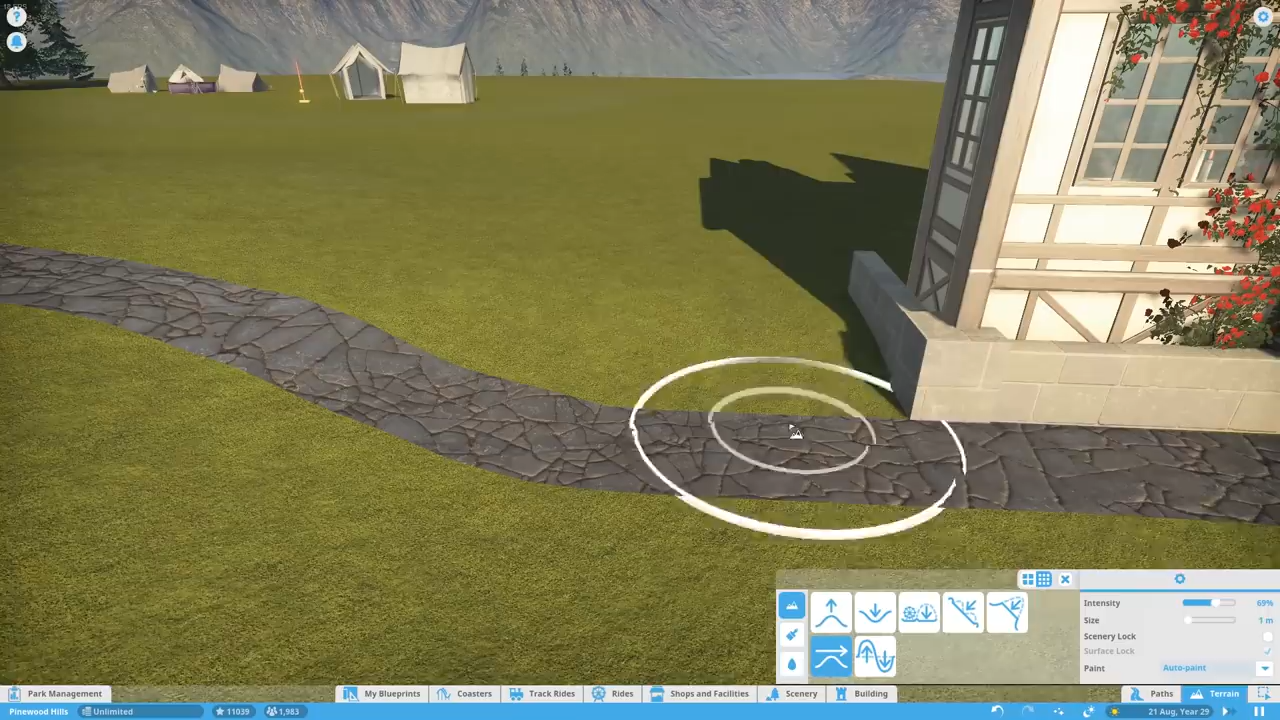 ?
Intensity 69%
Size 1 m
Scenery Lock
Surface Lock
Paint Auto-paint
Park Management
My Blueprints Coasters Track Rides Rides Shops and Facilities Scenery Building Paths Terrain
Pinewood Hills Unlimited 11039 1,983 21 Aug, Year 29